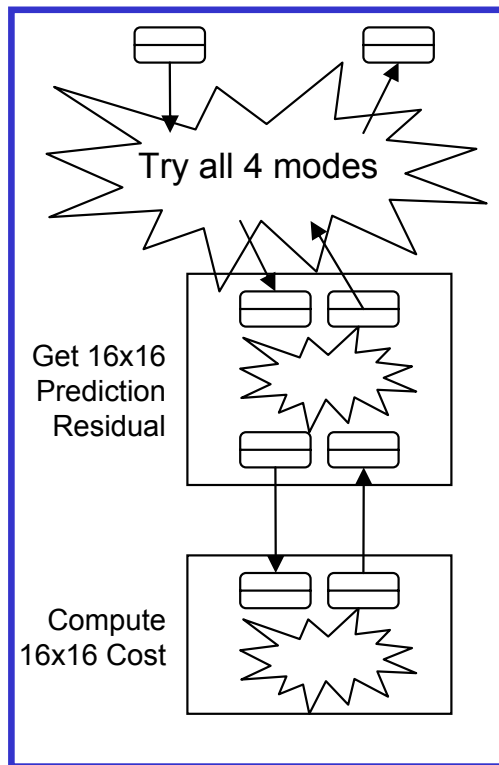 Try all 4 modes
Get 16x16
Prediction
Residual
Compute
16x16 Cost